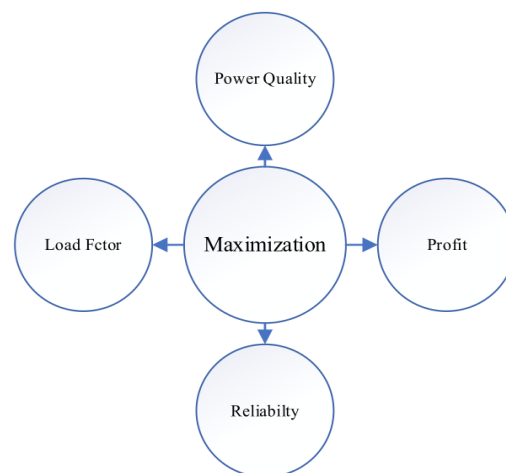 Power Quality
Load Fctor
Maximization
Profit
Reliabilty